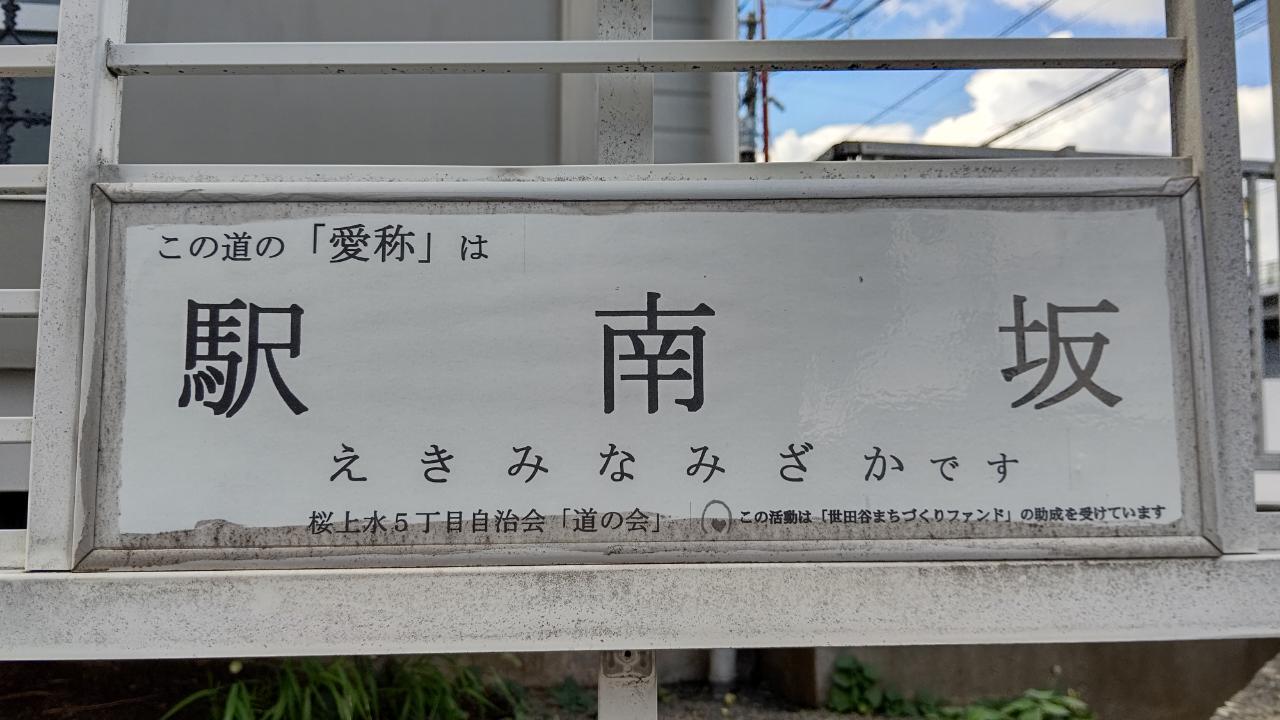 この道の「愛称」は
駅南坂
えきみなみざかです
桜上水5丁目自治会「道の会」 この活動は「世田谷まちづくりファンド」の助成を受けています